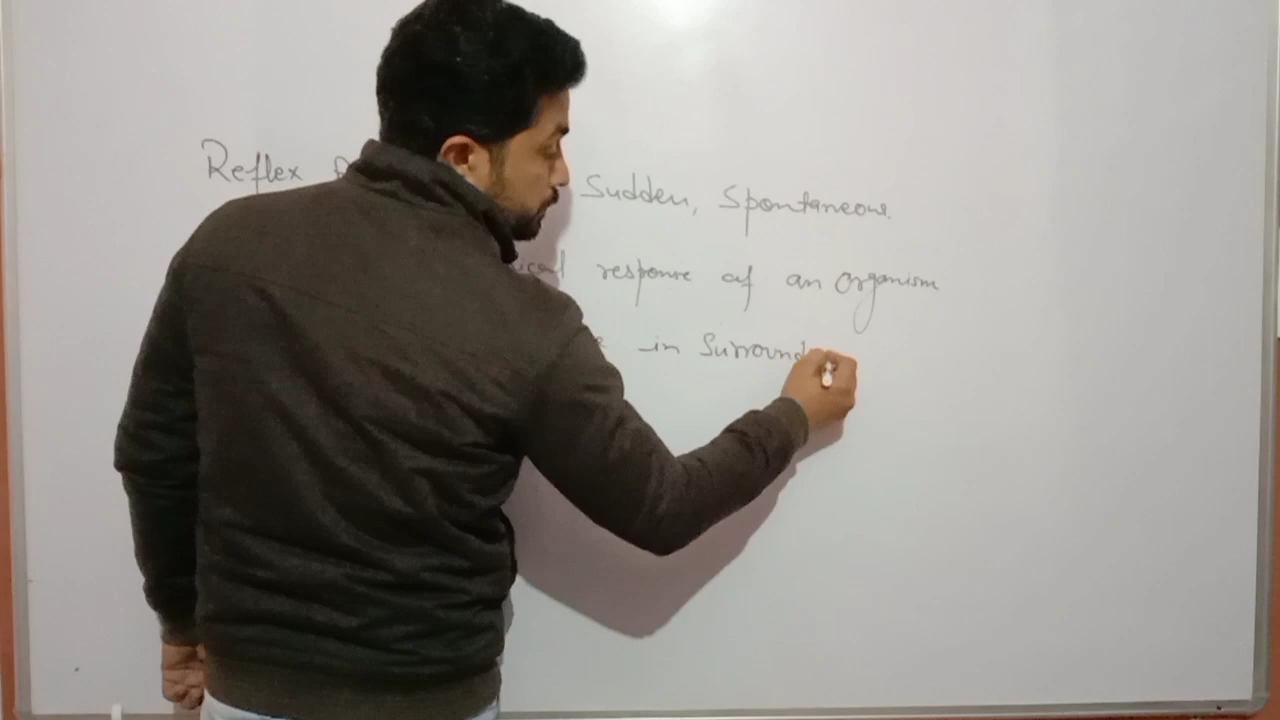 Reflex Sudden, Spontaneous.
response of an organism
in Surround